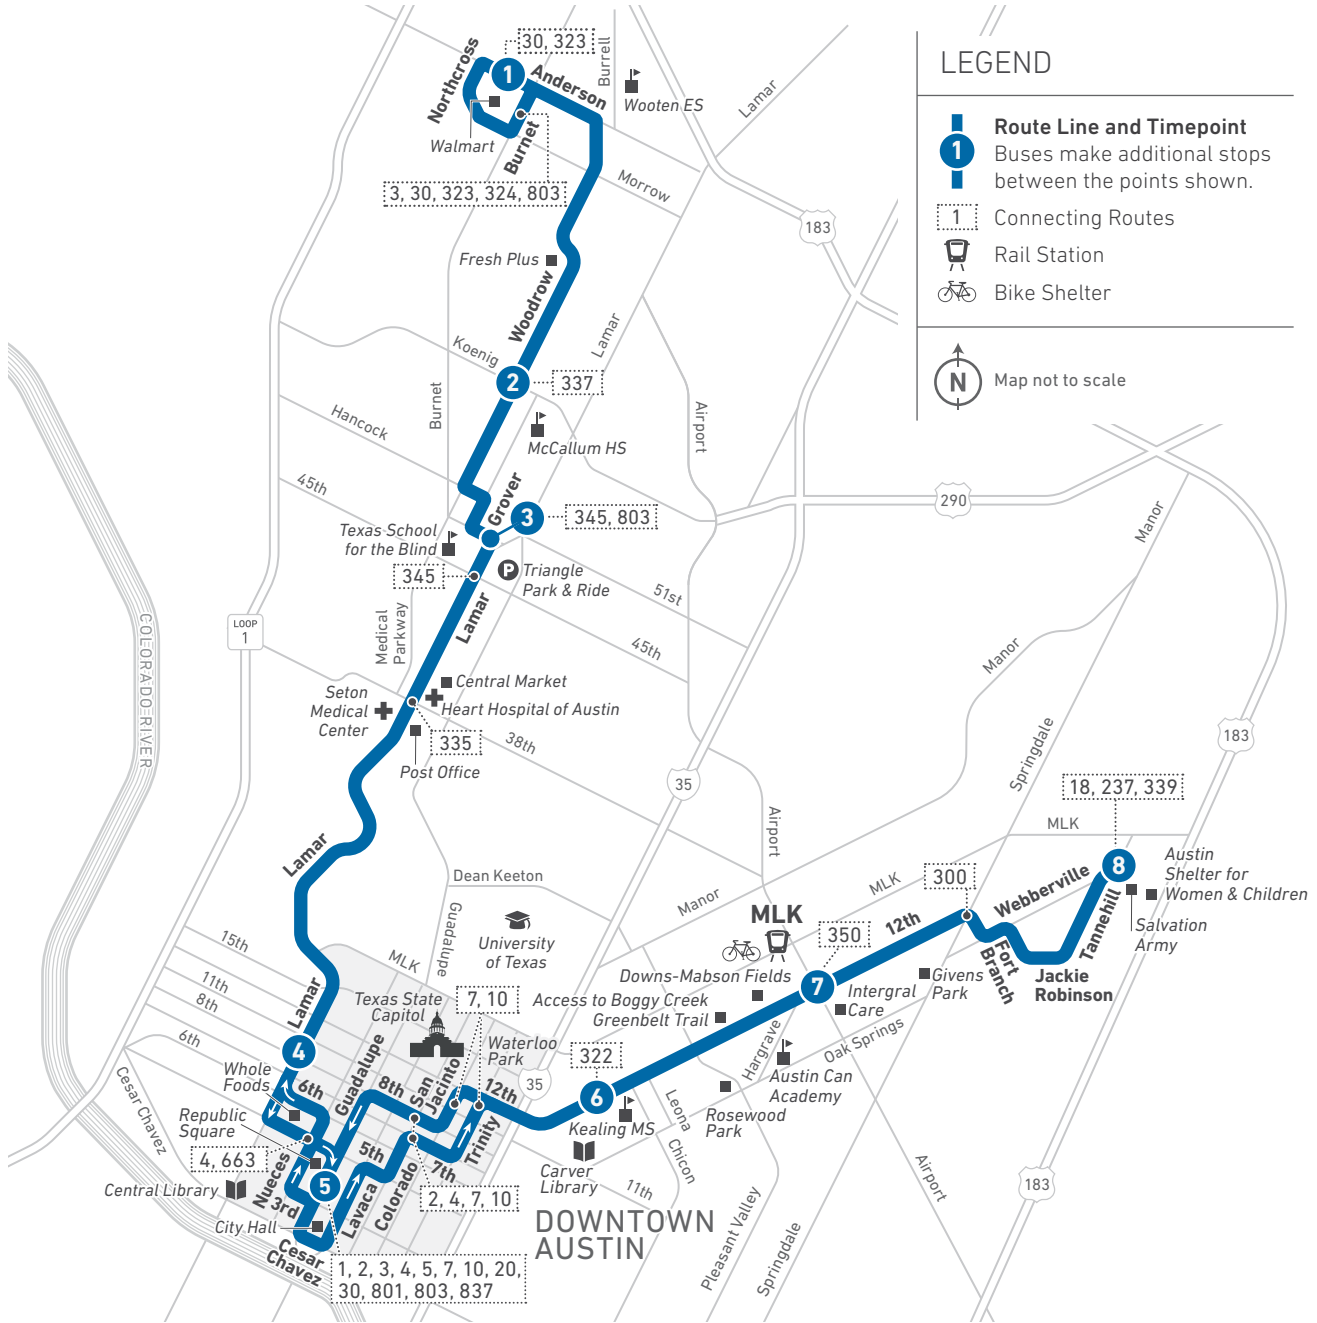 30, 323
Northcross
1
Anderson
Burrell
Wooten ES
Lamar
Walmart
Burnet
3, 30, 323, 324, 803
Morrow
183
Fresh Plus
Woodrow
Lamar
Koenig
2
337
Burnet
Hancock
Airport
McCallum HS
45th
Grover
3
345, 803
290
Manor
Texas School
for the Blind
345
P
Triangle
Park & Ride
51st
45th
Lamar
Medical
Parkway
LOOP
1
COLORADO RIVER
Manor
Central Market
Seton
Medical
Center
Heart Hospital of Austin
335
38th
Post Office
Springdale
183
35
18, 237, 339
Airport
MLK
Lamar
Dean Keeton
Guadalupe
Manor
MLK
300
Webberville
8
Austin
Shelter for
Women & Children
Tannehill
Salvation
Army
15th
MLK
University
of Texas
MLK
350
12th
Fort
Branch
Jackie
Robinson
11th
8th
6th
Lamar
Texas State
Capitol
7, 10
Downs-Mabson Fields
Access to Boggy Creek
Greenbelt Trail
7
Intergral
Care
Givens
Park
Waterloo
Park
322
Hargrave
Oak Springs
4
Whole
Foods
6th
Guadalupe
8th
San
Jacinto
12th
35
6
Keaing MS
Leona
Austin Can
Academy
Rosewood
Park
Cesar Chavez
Republic
Square
4, 663
5th
7th
Trinity
Carver
Library
Chicon
11th
Airport
183
Central Library
Nueces
5
3rd
Lavaca
Colorado
2, 4, 7, 10
City Hall
Cesar
Chavez
DOWNTOWN
AUSTIN
Pleasant Valley
Springdale
1, 2, 3, 4, 5, 7, 10, 20,
30, 801, 803, 837
LEGEND
1
Route Line and Timepoint
Buses make additional stops
between the points shown.
1
Connecting Routes
Rail Station
Bike Shelter
N
Map not to scale